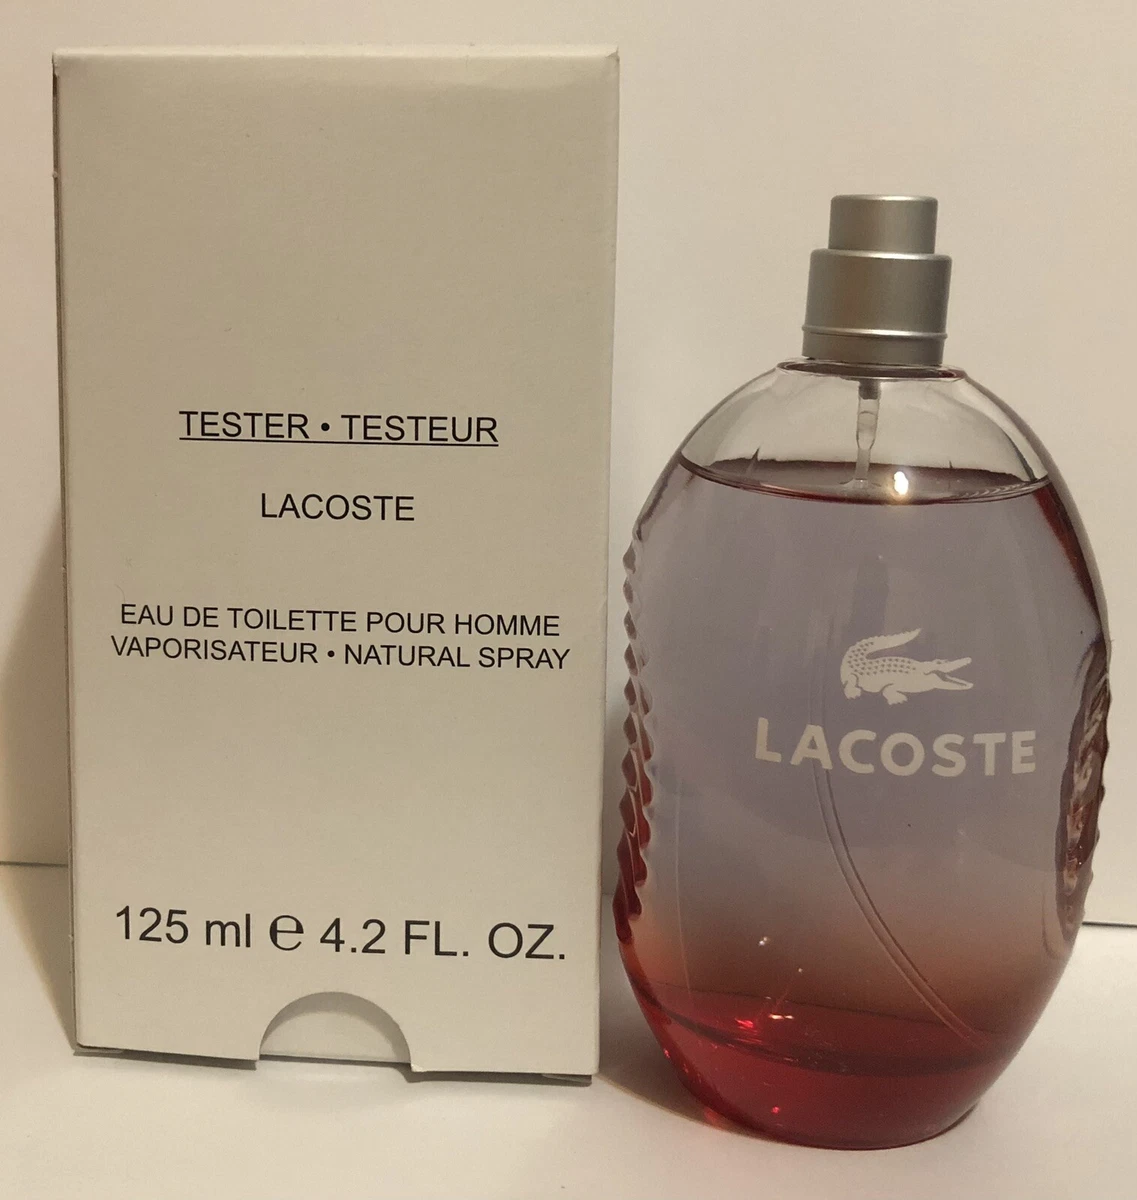 TESTER • TESTEUR
LACOSTE
EAU DE TOILETTE POUR HOMME
VAPORISATEUR • NATURAL SPRAY
125 ml ℮ 4.2 FL. OZ.
LACOSTE